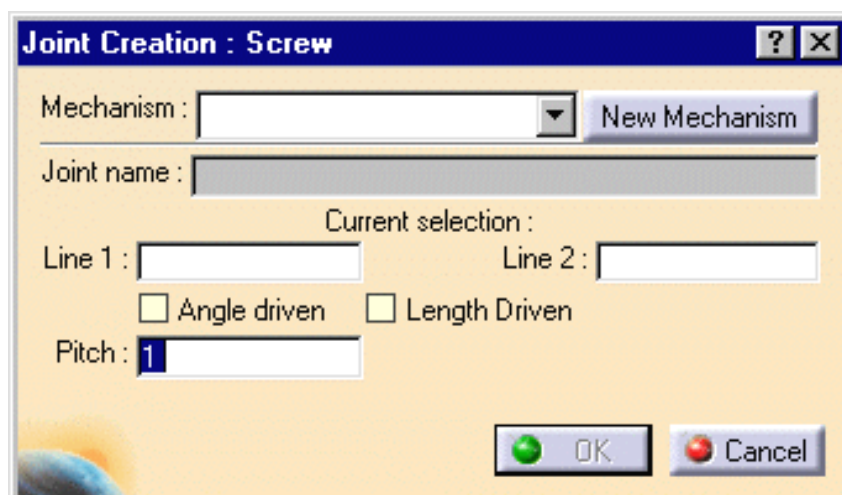 Joint Creation : Screw ? X
Mechanism : New Mechanism
Joint name :
Current selection :
Line 1 : Line 2 :
Angle driven Length Driven
Pitch : 1
OK Cancel